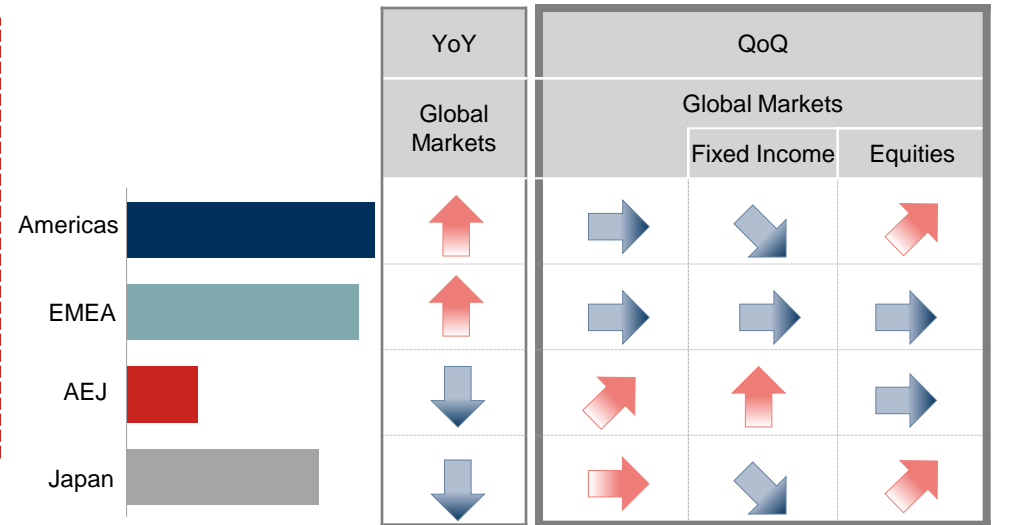 YoY
QoQ
Global
Markets
Global Markets
Fixed Income
Equities
Americas
EMEA
AEJ
Japan